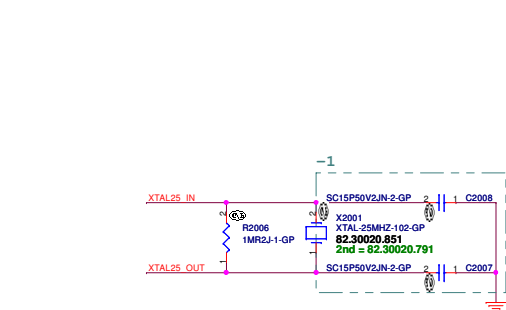 -1
XTAL25_IN
SC15P50V2JN-2-GP
2
1
C2008
2
2
X2001
R2006
XTAL-25MHZ-102-GP
1MR2J-1-GP
82.30020.851
2nd = 82.30020.791
1
1
XTAL25_OUT
SC15P50V2JN-2-GP
2
1
C2007